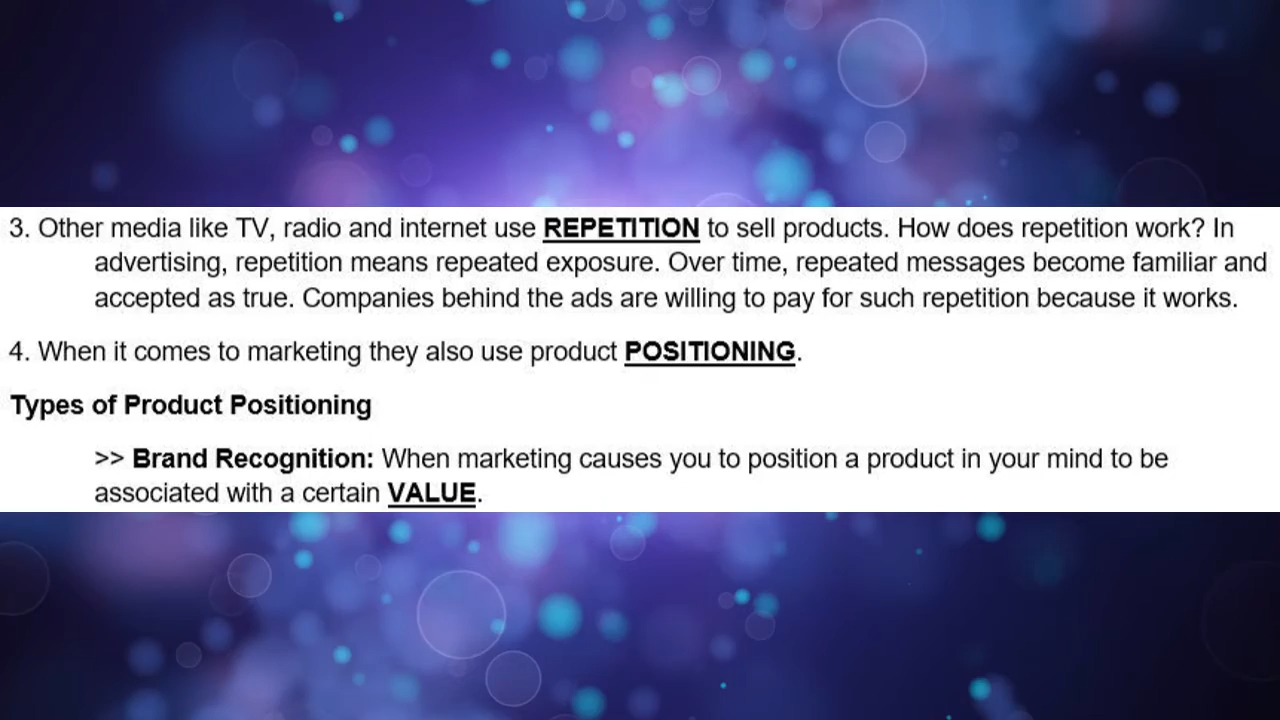 3. Other media like TV, radio and internet use REPETITION to sell products. How does repetition work? In
advertising, repetition means repeated exposure. Over time, repeated messages become familiar and
accepted as true. Companies behind the ads are willing to pay for such repetition because it works.
4. When it comes to marketing they also use product POSITIONING.
Types of Product Positioning
>> Brand Recognition: When marketing causes you to position a product in your mind to be
associated with a certain VALUE.